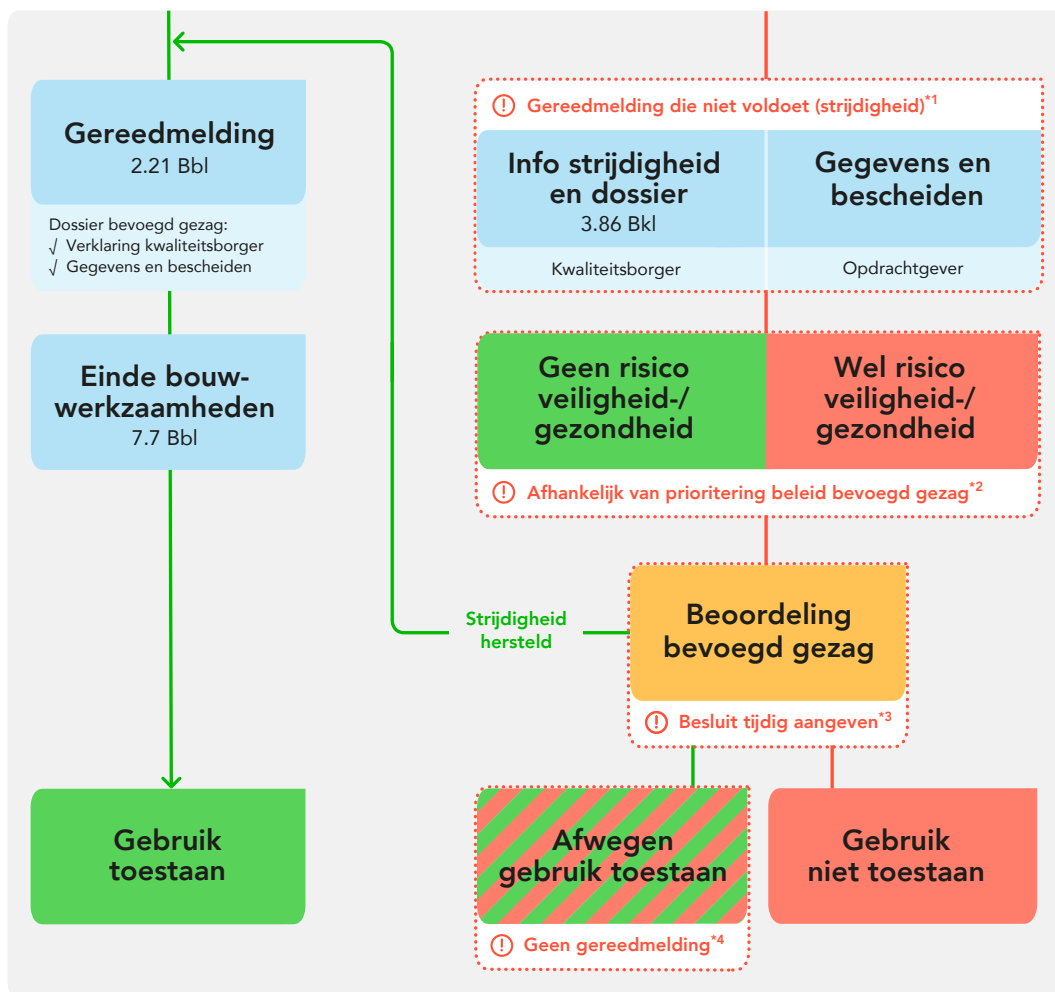 Gereedmelding
2.21 Bbl
Dossier bevoegd gezag:
√ Verklaring kwaliteitsborger
√ Gegevens en bescheiden
Einde bouw-
werkzaamheden
7.7 Bbl
Gebruik
toestaan
Gereedmelding die niet voldoet (strijdigheid)*1
Info strijdigheid
en dossier
3.86 Bkl
Kwaliteitsborger
Gegevens en
bescheiden
Opdrachtgever
Geen risico
veiligheid-/
gezondheid
Wel risico
veiligheid-/
gezondheid
Afhankelijk van prioritering beleid bevoegd gezag*2
Strijdigheid
hersteld
Beoordeling
bevoegd gezag
Besluit tijdig aangeven*3
Afwegen
gebruik toestaan
Geen gereedmelding*4
Gebruik
niet toestaan